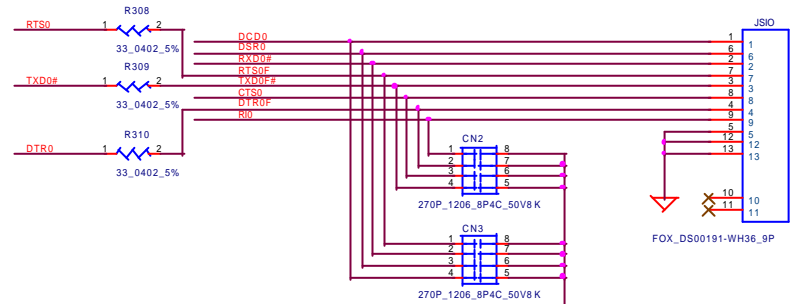 R308
RTS0
1 2
33_0402_5%
R309
TXD0#
1 2
33_0402_5%
R310
DTR0
1 2
33_0402_5%
DCD0
DSR0
RXD0#
RTS0F
TXD0F#
CTS0
DTR0F
RI0
CN2
1 8
2 7
3 6
4 5
270P_1206_8P4C_50V8K
CN3
1 8
2 7
3 6
4 5
270P_1206_8P4C_50V8K
JSIO
1 1
6 6
2 2
7 7
3 3
8 8
4 4
9 9
5 5
12 12
13 13
10 10
11 11
FOX_DS00191-WH36_9P